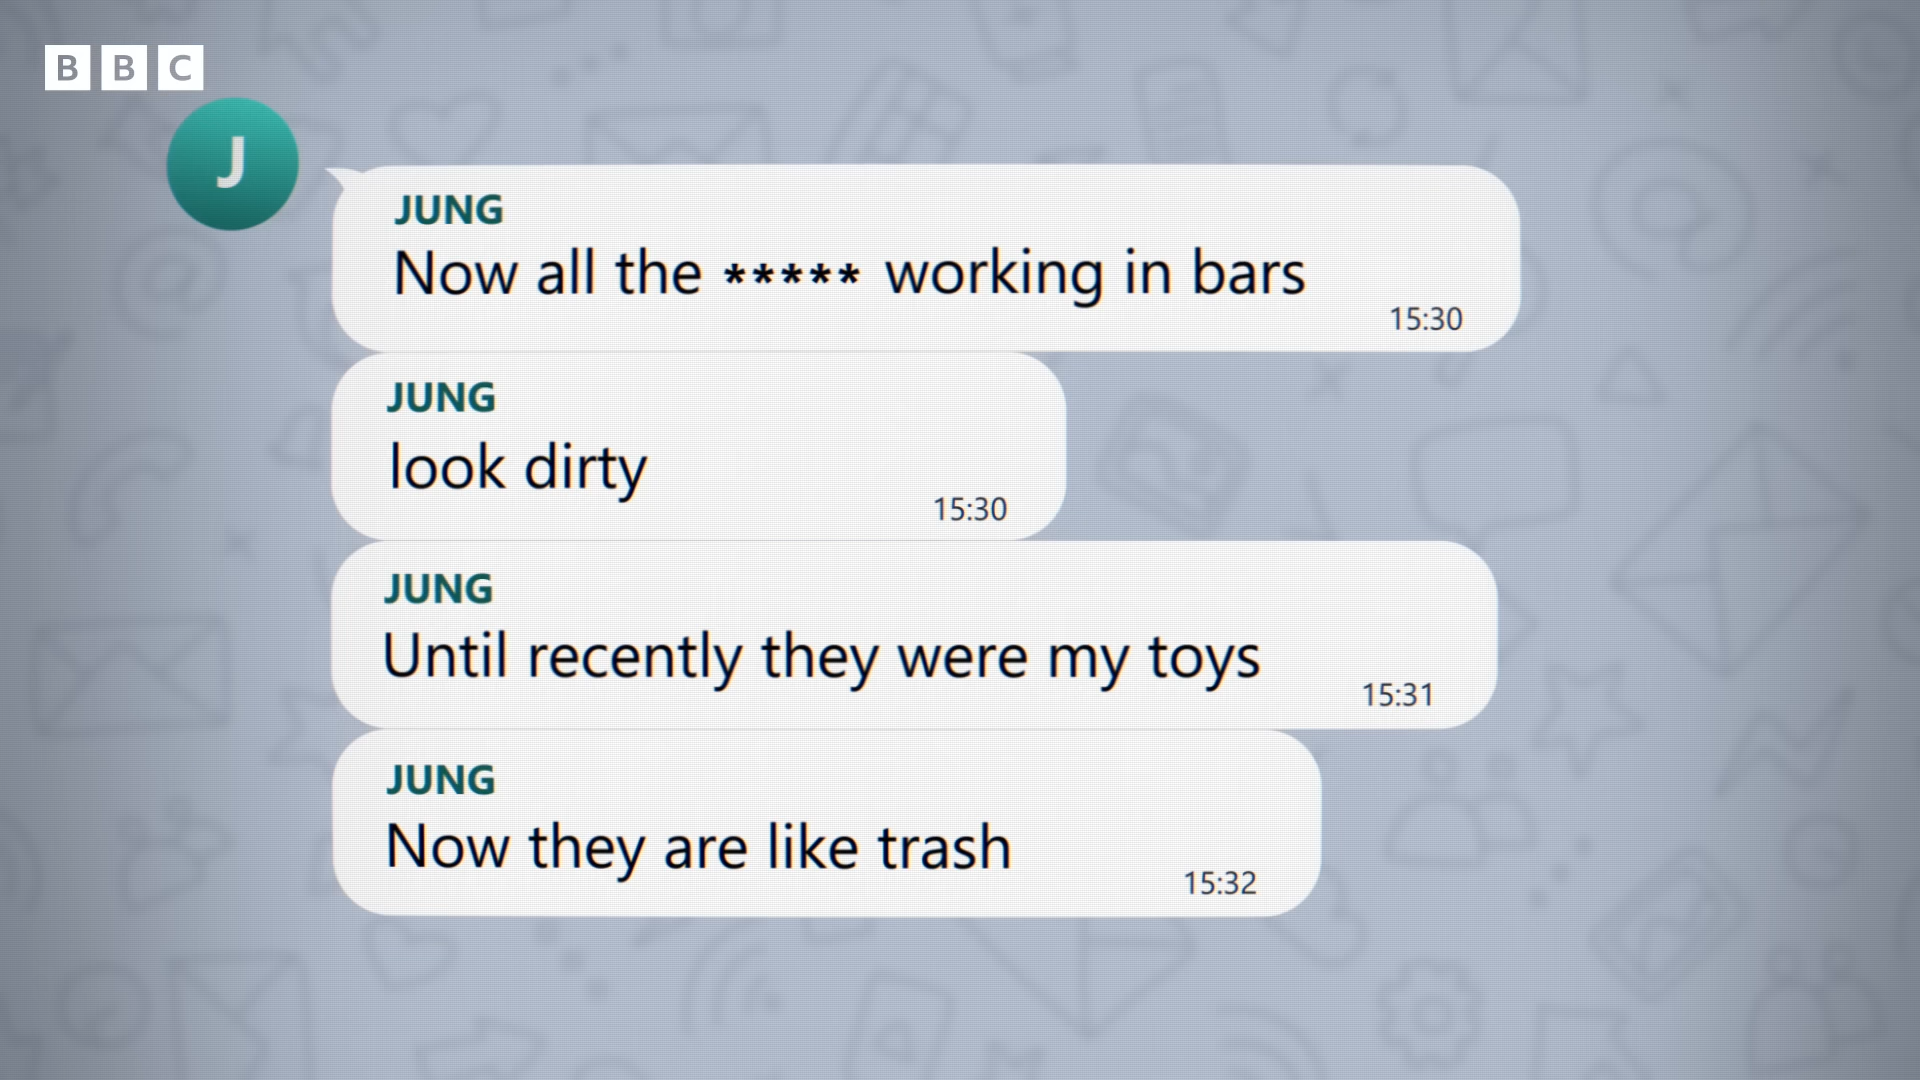 BBC
J
JUNG
Now all the ***** working in bars
15:30
JUNG
look dirty
15:30
JUNG
Until recently they were my toys
15:31
JUNG
Now they are like trash
15:32